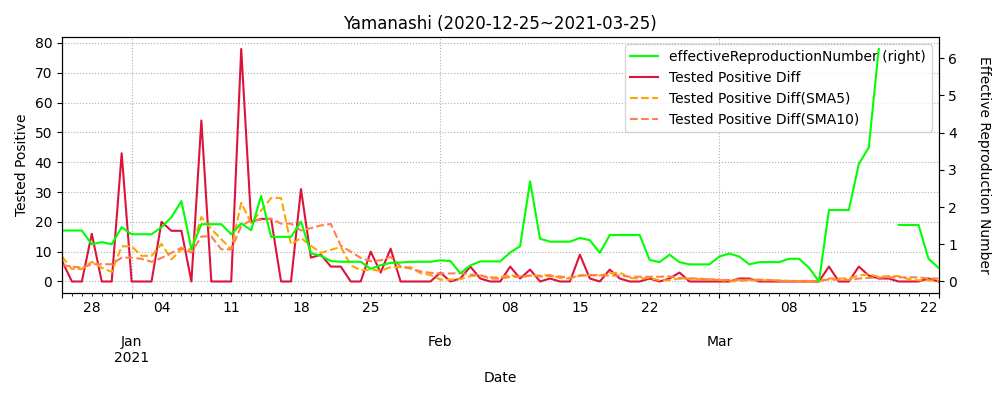 Yamanashi (2020-12-25~2021-03-25)
effectiveReproductionNumber (right)
Tested Positive Diff
Tested Positive Diff(SMA5)
Tested Positive Diff(SMA10)
Tested Positive
80
70
60
50
40
30
20
10
0
Effective Reproduction Number
6
5
4
3
2
1
0
28 04 11 18 25 08 15 22 08 15 22
Jan Feb Mar
2021
Date